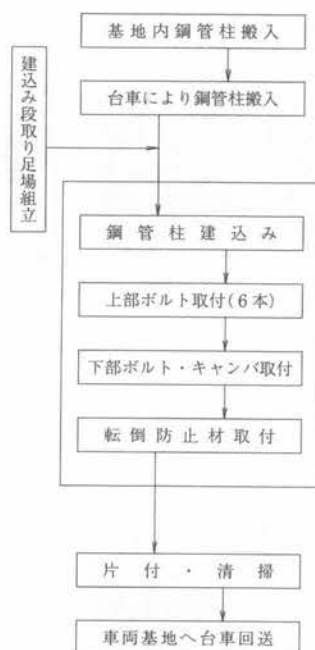 基地内鋼管柱搬入
台車により鋼管柱搬入
建込み段取り足場組立
鋼管柱建込み
上部ボルト取付(6本)
下部ボルト・キャンバ取付
転倒防止材取付
片付・清掃
車両基地へ台車回送